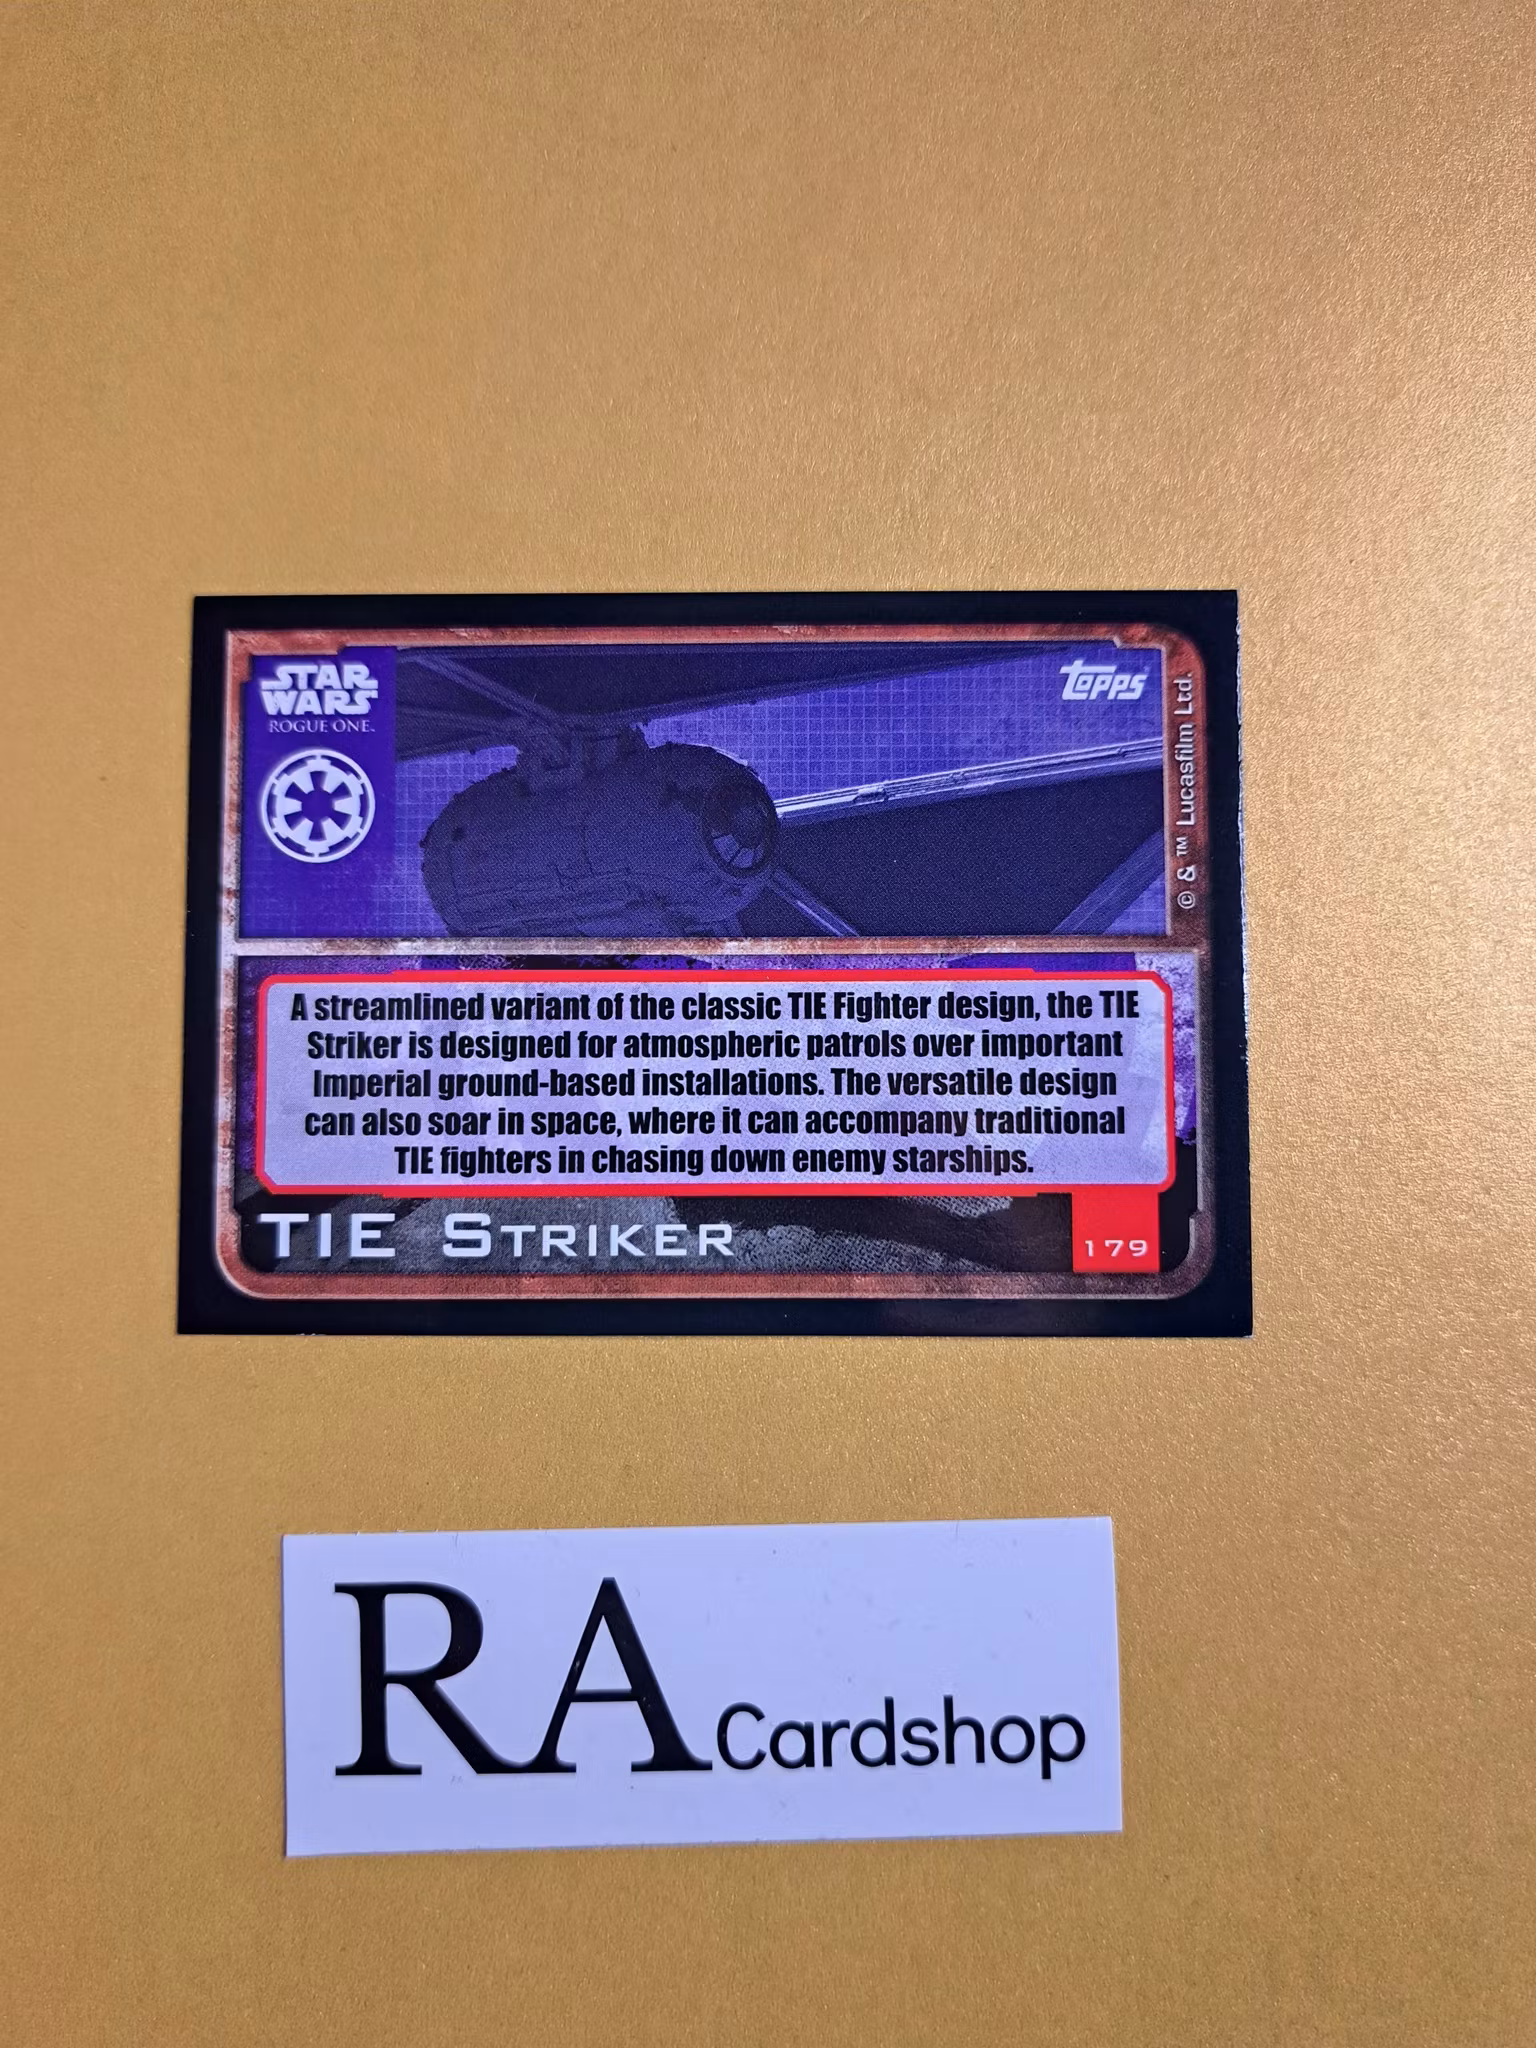 STAR
WARS
ROGUE ONE™
TOPPS
© & ™ Lucasfilm Ltd.
A streamlined variant of the classic TIE Fighter design, the TIE
Striker is designed for atmospheric patrols over important
Imperial ground-based installations. The versatile design
can also soar in space, where it can accompany traditional
TIE fighters in chasing down enemy starships.
TIE STRIKER
179
RA Cardshop